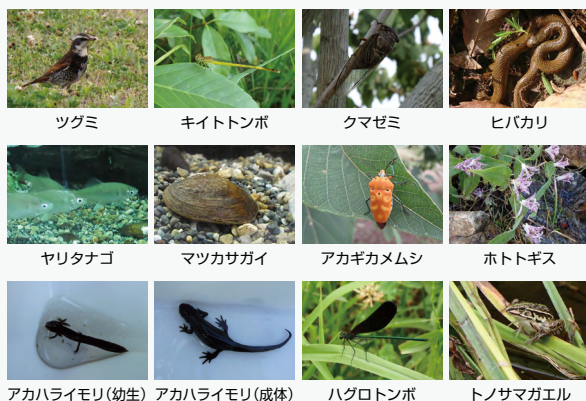 ツグミ
キイトトンボ
クマゼミ
ヒバカリ
ヤリタナゴ
マツカサガイ
アカギカメムシ
ホトトギス
アカハライモリ(幼生)
アカハライモリ(成体)
ハグロトンボ
トノサマガエル